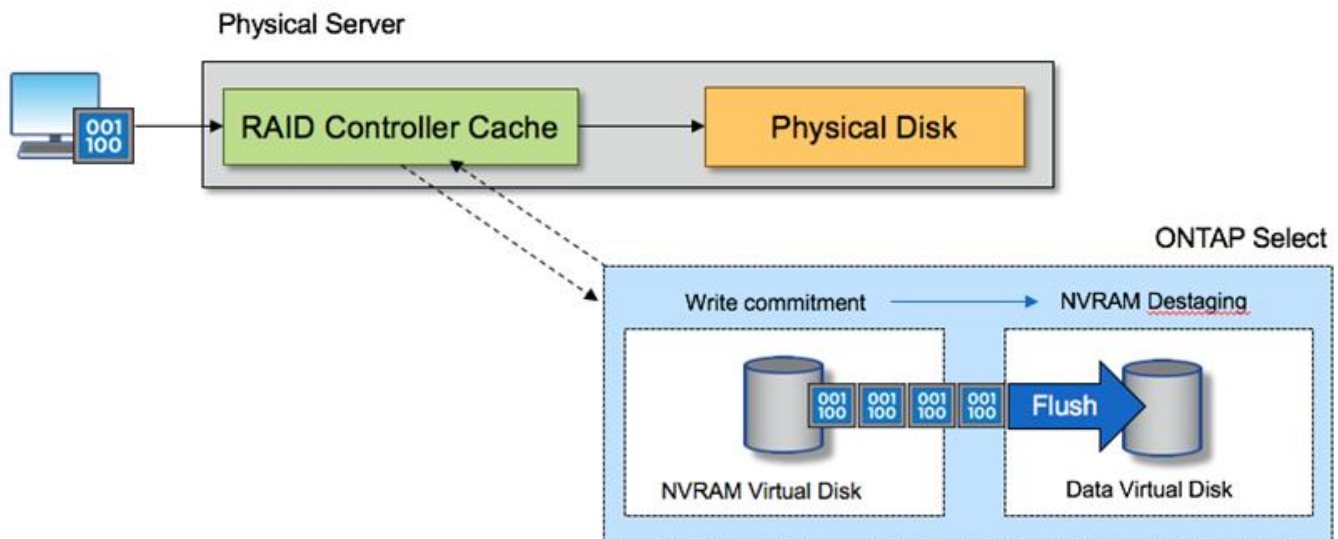 Physical Server
001
100
RAID Controller Cache
Physical Disk
ONTAP Select
Write commitment
NVRAM Destaging
001
100
001
100
001
100
001
100
Flush
NVRAM Virtual Disk
Data Virtual Disk